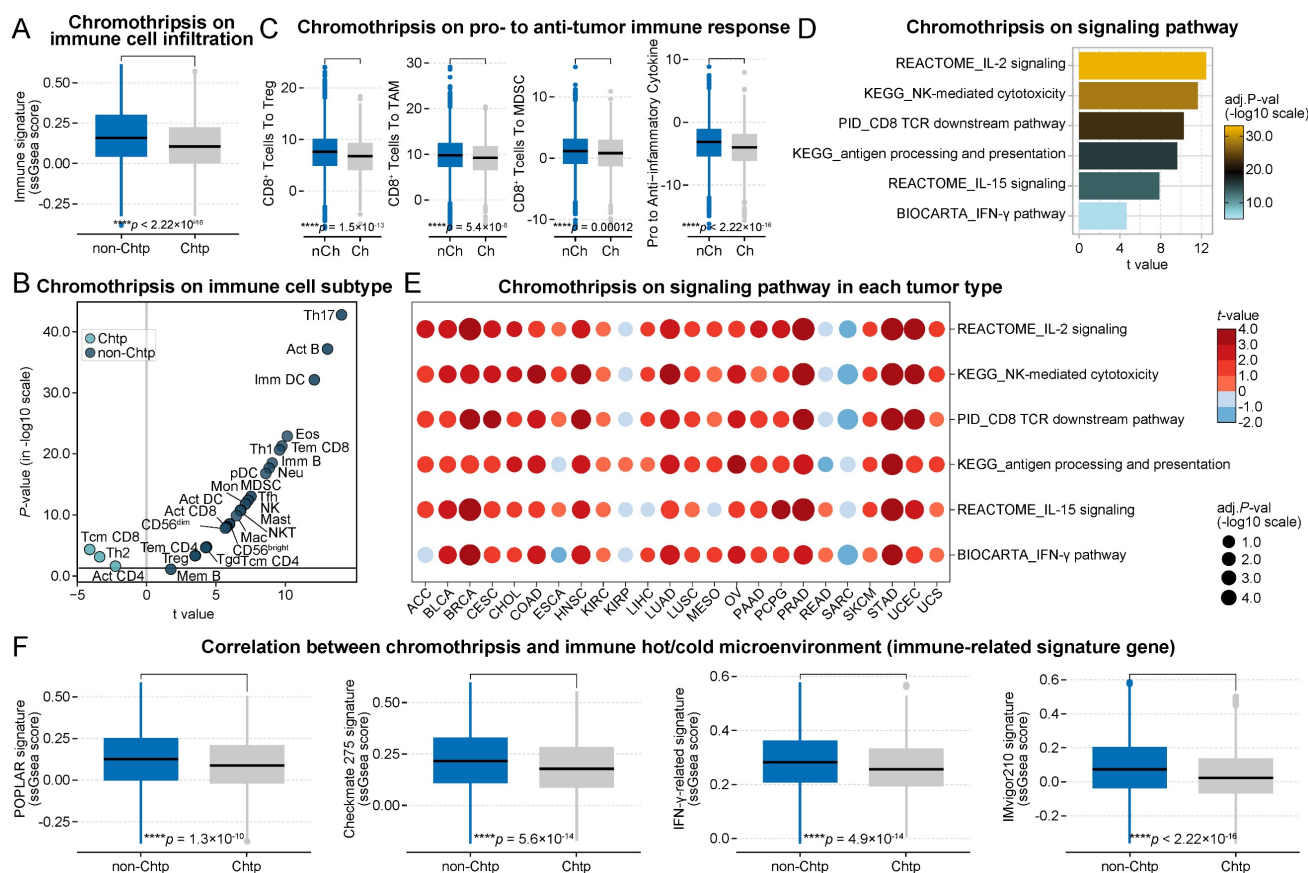 A
Chromothripsis on
immune cell infiltration
Immune signature
(ssGsea score)
0.50
0.25
0.00
-0.25
****p < 2.22×10⁻¹⁶
non-Chtp
Chtp
C
Chromothripsis on pro- to anti-tumor immune response
CD8⁺ Tcells To Treg
20
10
0
****p = 1.5×10⁻¹³
nCh
Ch
CD8⁺ Tcells To TAM
30
20
10
0
****p = 5.4×10⁻⁸
nCh
Ch
CD8⁺ Tcells To MDSC
10
0
-10
****p = 0.00012
nCh
Ch
Pro to Anti−inflammatory Cytokine
10
0
−10
****p < 2.22×10⁻¹⁶
nCh
Ch
D
Chromothripsis on signaling pathway
REACTOME_IL-2 signaling
KEGG_NK-mediated cytotoxicity
PID_CD8 TCR downstream pathway
KEGG_antigen processing and presentation
REACTOME_IL-15 signaling
BIOCARTA_IFN-γ pathway
0
4
8
12
t value
adj.P-val
(-log10 scale)
30.0
20.0
10.0
B
Chromothripsis on immune cell subtype
P-value (in -log10 scale)
40.0
30.0
20.0
10.0
0.0
Chtp
non-Chtp
Th17
Act B
Imm DC
Eos
Th1
Tem CD8
Imm B
pDC
Neu
Mon
MDSC
Act DC
Tfh
Act CD8
NK
Mast
CD56ᵈⁱᵐ
NKT
Mac
Tcm CD8
Tem CD4
CD56ᵇʳⁱᵍʰᵗ
Th2
Treg
Tgd
Tcm CD4
Act CD4
Mem B
−5
0
5
10
t value
E
Chromothripsis on signaling pathway in each tumor type
REACTOME_IL-2 signaling
KEGG_NK-mediated cytotoxicity
PID_CD8 TCR downstream pathway
KEGG_antigen processing and presentation
REACTOME_IL-15 signaling
BIOCARTA_IFN-γ pathway
ACC
BLCA
BRCA
CESC
CHOL
COAD
ESCA
HNSC
KIRC
KIRP
LIHC
LUAD
LUSC
MESO
OV
PAAD
PCPG
PRAD
READ
SARC
SKCM
STAD
UCEC
UCS
t-value
4.0
3.0
2.0
1.0
0
-1.0
-2.0
adj.P-val
(-log10 scale)
1.0
2.0
3.0
4.0
F
Correlation between chromothripsis and immune hot/cold microenvironment (immune-related signature gene)
POPLAR signature
(ssGsea score)
0.50
0.25
0.00
-0.25
****p = 1.3×10⁻¹⁰
non-Chtp
Chtp
Checkmate 275 signature
(ssGsea score)
0.50
0.25
0.00
****p = 5.6×10⁻¹⁴
non-Chtp
Chtp
IFN-γ-related signature
(ssGsea score)
0.6
0.4
0.2
0.0
****p = 4.9×10⁻¹⁴
non-Chtp
Chtp
IMvigor210 signature
(ssGsea score)
0.6
0.4
0.2
0.0
-0.2
****p < 2.22×10⁻¹⁶
non-Chtp
Chtp